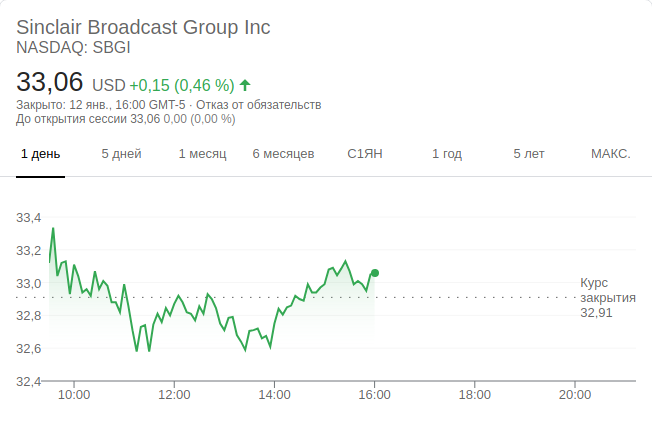 Sinclair Broadcast Group Inc
NASDAQ: SBGI
33,06 USD +0,15 (0,46 %)
Закрыто: 12 янв., 16:00 GMT-5 · Отказ от обязательств
До открытия сессии 33,06 0,00 (0,00 %)
1 день 5 дней 1 месяц 6 месяцев С1ЯН 1 год 5 лет МАКС.
33,4
33,2
33,0
32,8
32,6
32,4
Курс
закрытия
32,91
10:00 12:00 14:00 16:00 18:00 20:00